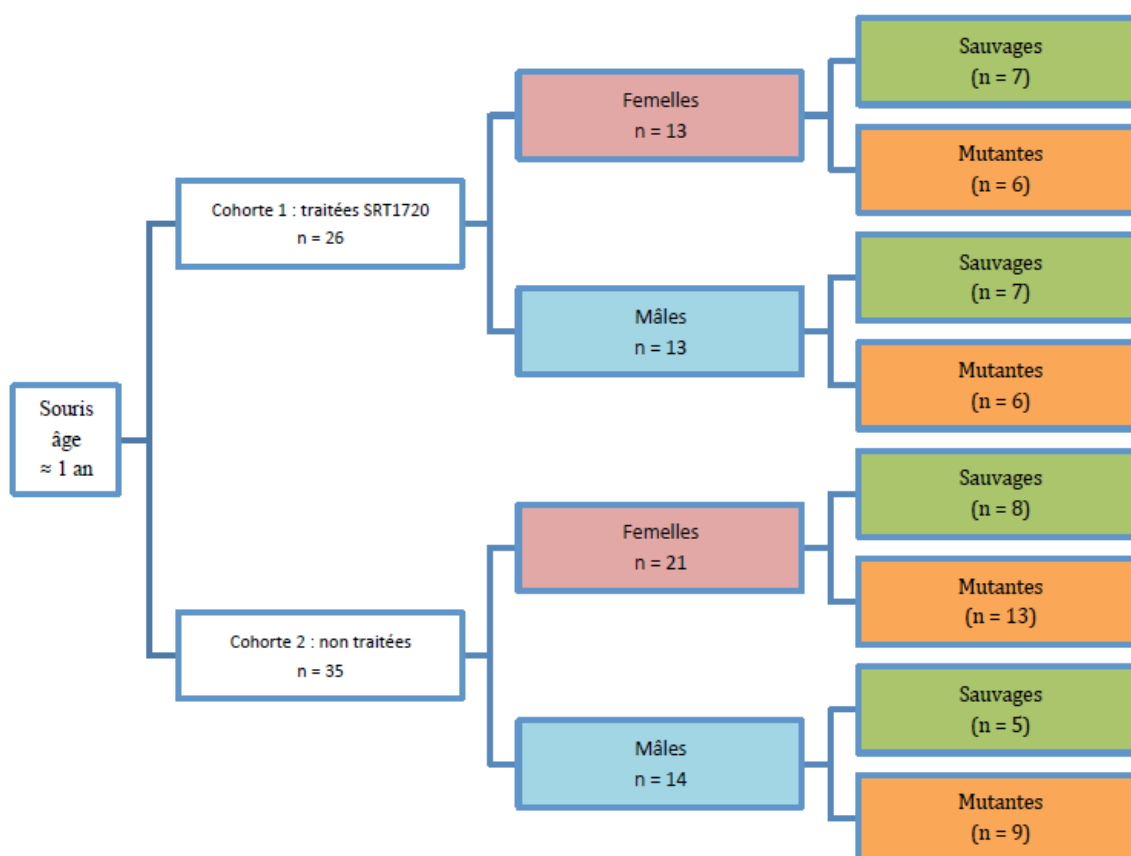 Souris
âge
≈ 1 an
Cohorte 1 : traitées SRT1720
n = 26
Femelles
n = 13
Sauvages
(n = 7)
Mutantes
(n = 6)
Mâles
n = 13
Sauvages
(n = 7)
Mutantes
(n = 6)
Cohorte 2 : non traitées
n = 35
Femelles
n = 21
Sauvages
(n = 8)
Mutantes
(n = 13)
Mâles
n = 14
Sauvages
(n = 5)
Mutantes
(n = 9)